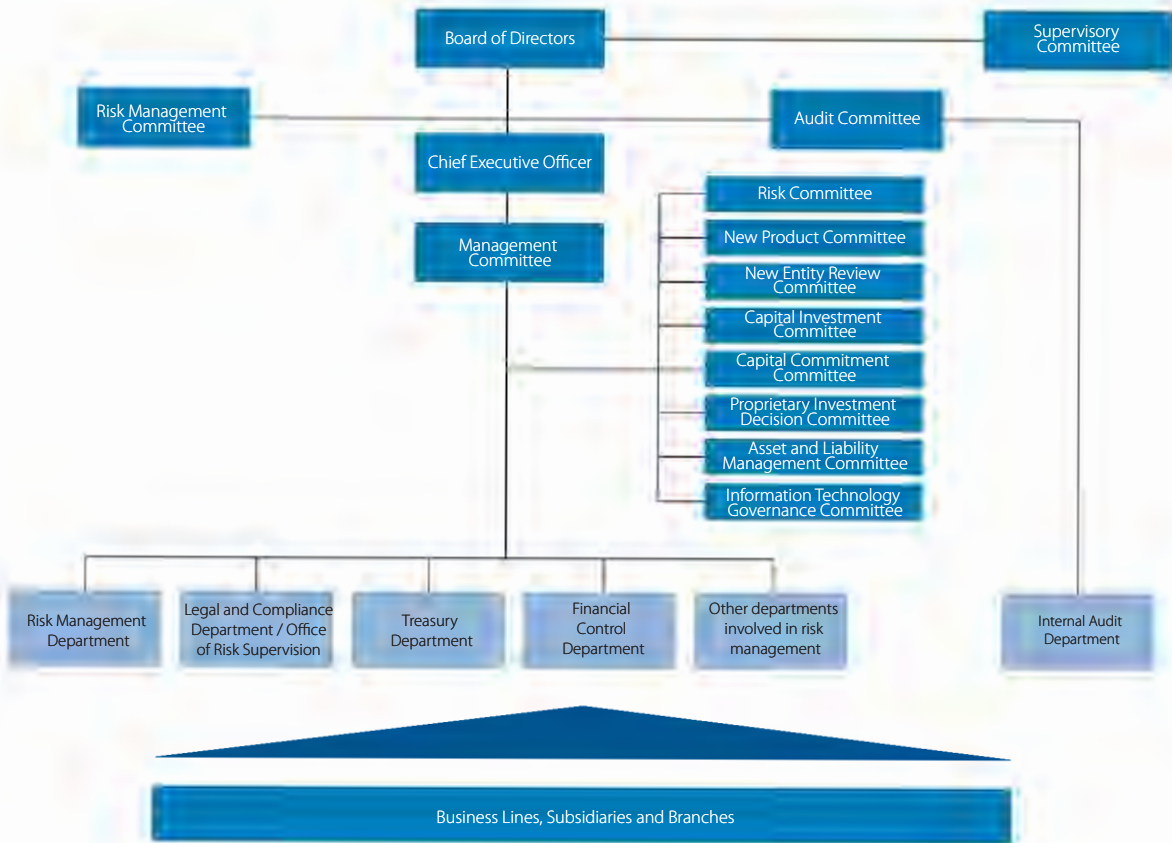 Board of Directors
Supervisory
Committee
Risk Management
Committee
Audit Committee
Chief Executive Officer
Management
Committee
Risk Committee
New Product Committee
New Entity Review
Committee
Capital Investment
Committee
Capital Commitment
Committee
Proprietary Investment
Decision Committee
Asset and Liability
Management Committee
Information Technology
Governance Committee
Risk Management
Department
Legal and Compliance
Department / Office
of Risk Supervision
Treasury
Department
Financial
Control
Department
Other departments
involved in risk
management
Internal Audit
Department
Business Lines, Subsidiaries and Branches